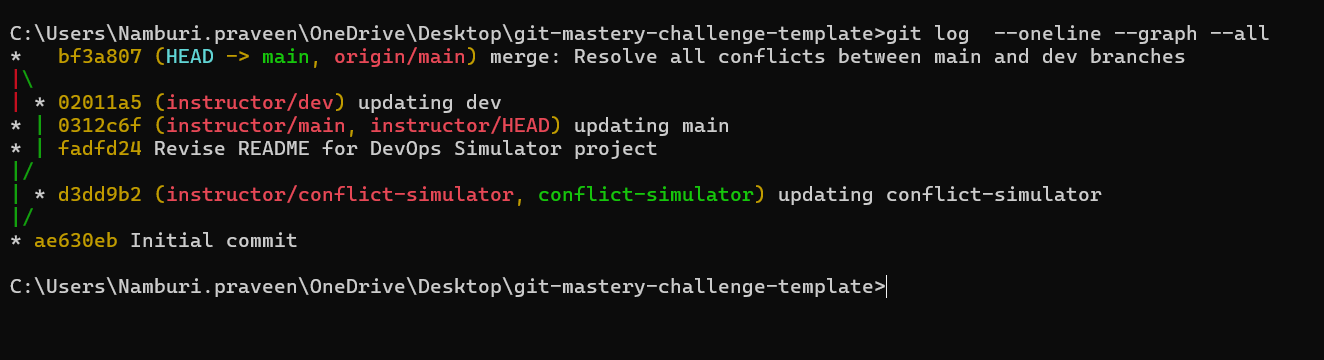 C:\Users\Namburi.praveen\OneDrive\Desktop\git-mastery-challenge-template>git log  --oneline --graph --all
*   bf3a807 (HEAD -> main, origin/main) merge: Resolve all conflicts between main and dev branches
|\
| * 02011a5 (instructor/dev) updating dev
* | 0312c6f (instructor/main, instructor/HEAD) updating main
* | fadfd24 Revise README for DevOps Simulator project
|/
| * d3dd9b2 (instructor/conflict-simulator, conflict-simulator) updating conflict-simulator
|/
* ae630eb Initial commit
C:\Users\Namburi.praveen\OneDrive\Desktop\git-mastery-challenge-template>